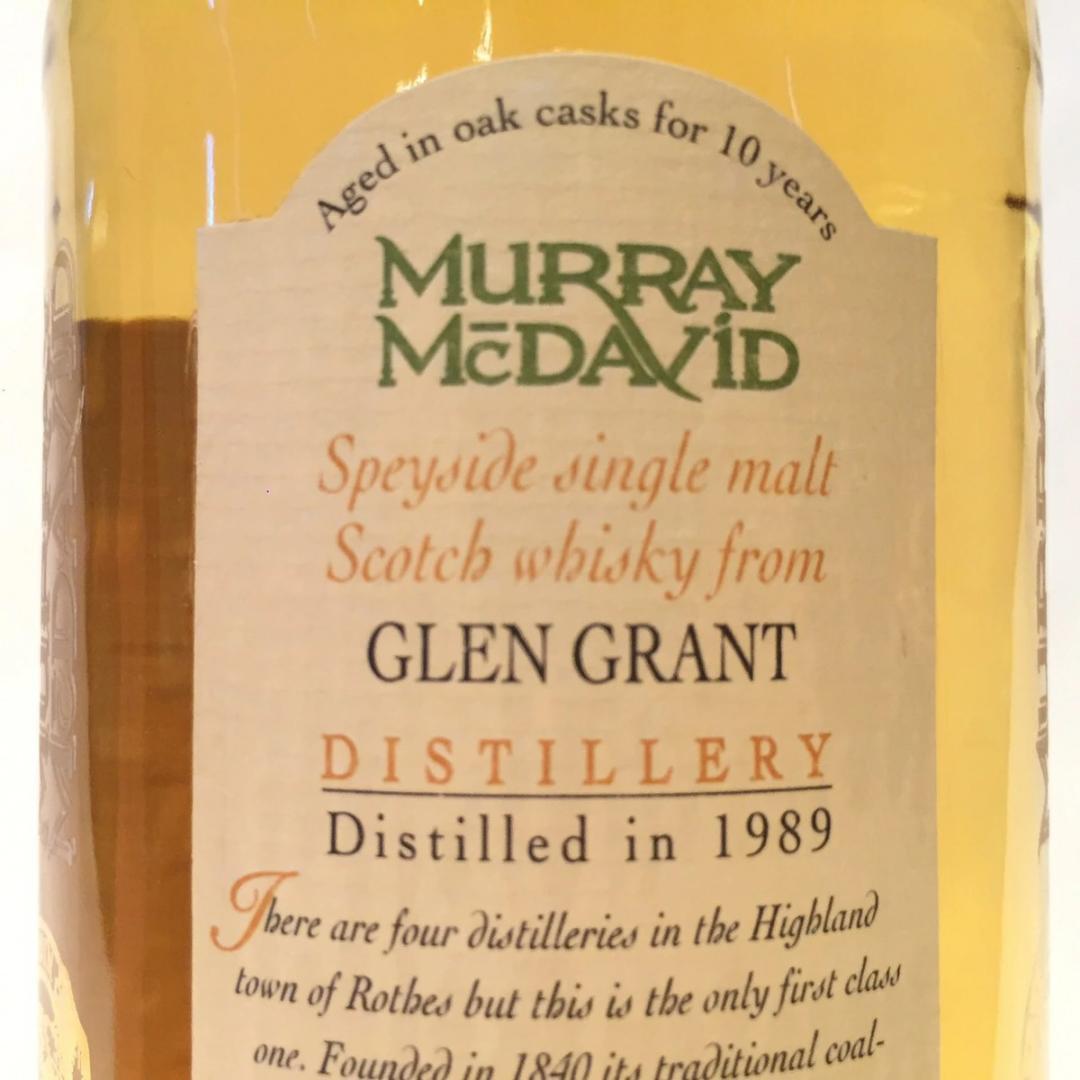 Aged in oak casks for 10 years
MURRAY
McDAVID
Speyside single malt
Scotch whisky from
GLEN GRANT
DISTILLERY
Distilled in 1989
There are four distilleries in the Highland
town of Rothes but this is the only first class
one. Founded in 1840 its traditional coal-